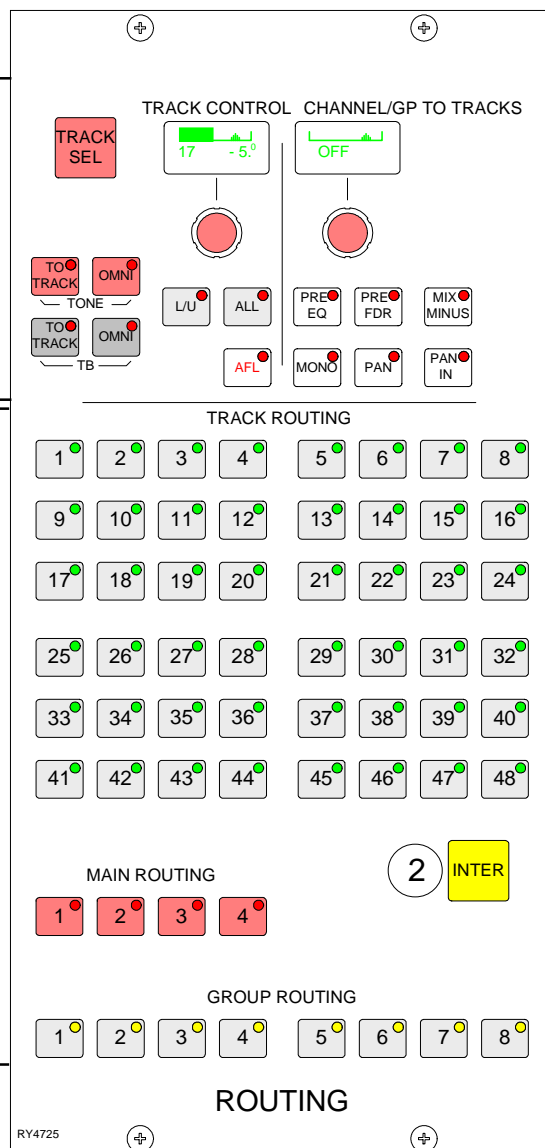 TRACK CONTROL CHANNEL/GP TO TRACKS
TRACK
SEL
17 - 5.0
OFF
TO
TRACK
OMNI
TONE
TO
TRACK
OMNI
TB
L/U
ALL
PRE
EQ
PRE
FDR
MIX
MINUS
AFL
MONO
PAN
PAN
IN
TRACK ROUTING
1 2 3 4 5 6 7 8
9 10 11 12 13 14 15 16
17 18 19 20 21 22 23 24
25 26 27 28 29 30 31 32
33 34 35 36 37 38 39 40
41 42 43 44 45 46 47 48
2 INTER
MAIN ROUTING
1 2 3 4
GROUP ROUTING
1 2 3 4 5 6 7 8
ROUTING
RY4725